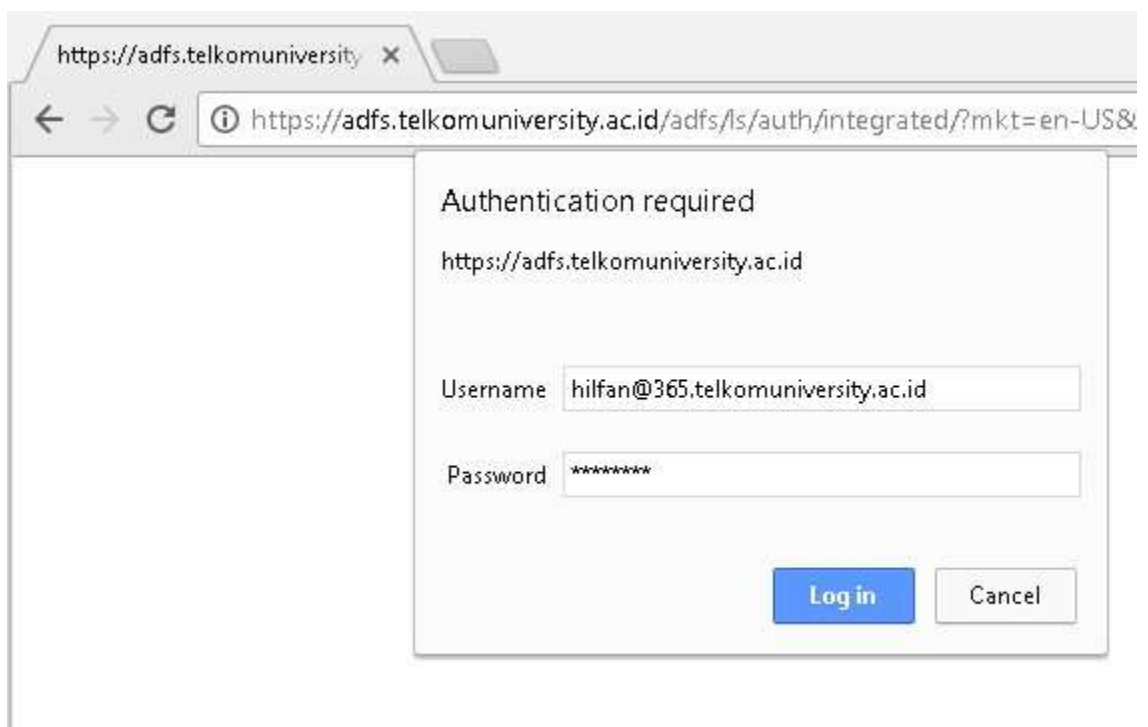 https://adfs.telkomuniversity
https://adfs.telkomuniversity.ac.id/adfs/ls/auth/integrated/?mkt=en-US&
Authentication required
https://adfs.telkomuniversity.ac.id
Username hilfan@365.telkomuniversity.ac.id
Password ********
Log in Cancel